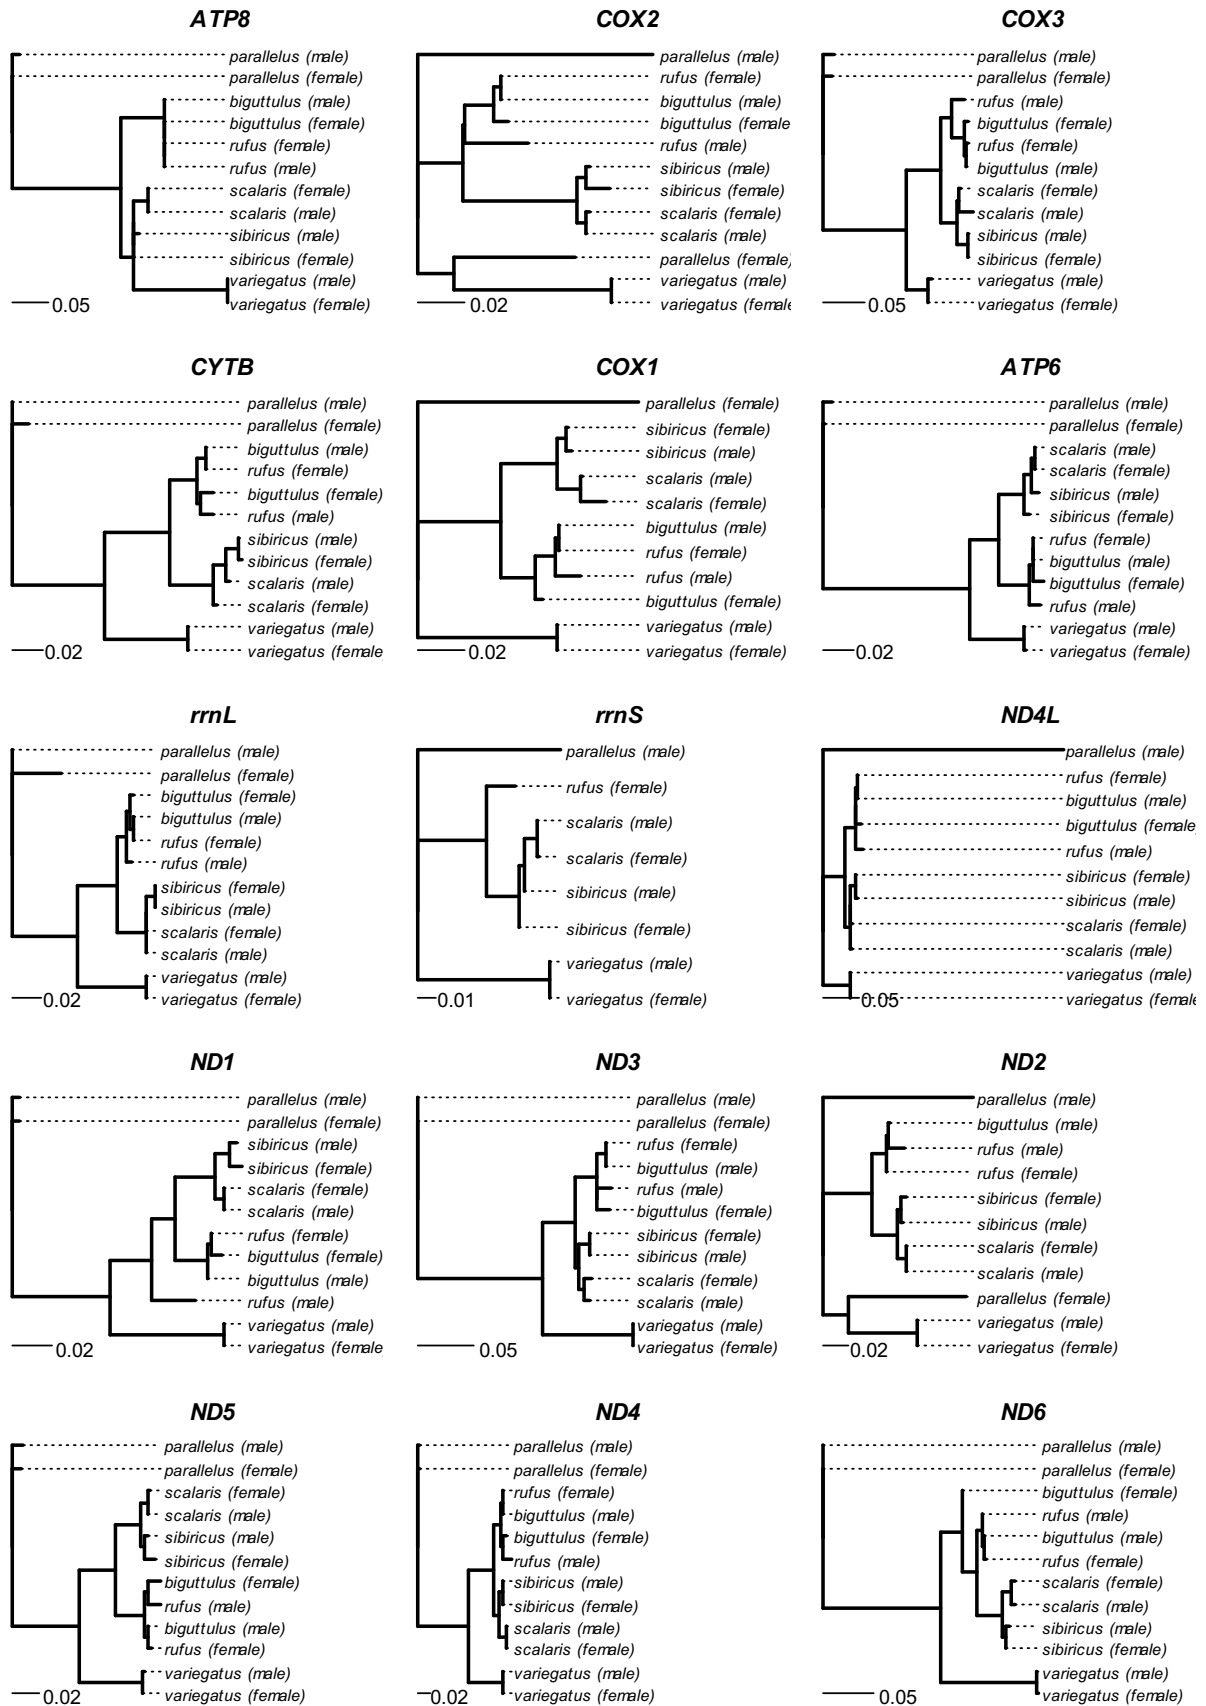 ATP8
parallelus (male)
parallelus (female)
biguttulus (male)
biguttulus (female)
rufus (female)
rufus (male)
scalaris (female)
scalaris (male)
sibiricus (male)
sibiricus (female)
variegatus (male)
variegatus (female)
0.05
COX2
parallelus (male)
rufus (female)
biguttulus (male)
biguttulus (female
rufus (male)
sibiricus (male)
sibiricus (female)
scalaris (female)
scalaris (male)
parallelus (female)
variegatus (male)
variegatus (female
0.02
COX3
parallelus (male)
parallelus (female)
rufus (male)
biguttulus (female)
rufus (female)
biguttulus (male)
scalaris (female)
scalaris (male)
sibiricus (male)
sibiricus (female)
variegatus (male)
variegatus (female)
0.05
CYTB
parallelus (male)
parallelus (female)
biguttulus (male)
rufus (female)
biguttulus (female)
rufus (male)
sibiricus (male)
sibiricus (female)
scalaris (male)
scalaris (female)
variegatus (male)
variegatus (female
0.02
COX1
parallelus (female)
sibiricus (female)
sibiricus (male)
scalaris (male)
scalaris (female)
biguttulus (male)
rufus (female)
rufus (male)
biguttulus (female)
variegatus (male)
variegatus (female)
0.02
ATP6
parallelus (male)
parallelus (female)
scalaris (male)
scalaris (female)
sibiricus (male)
sibiricus (female)
rufus (female)
biguttulus (male)
biguttulus (female)
rufus (male)
variegatus (male)
variegatus (female)
0.02
rrnL
parallelus (male)
parallelus (female)
biguttulus (female)
biguttulus (male)
rufus (female)
rufus (male)
sibiricus (female)
sibiricus (male)
scalaris (female)
scalaris (male)
variegatus (male)
variegatus (female)
0.02
rrnS
parallelus (male)
rufus (female)
scalaris (male)
scalaris (female)
sibiricus (male)
sibiricus (female)
variegatus (male)
variegatus (female)
0.01
ND4L
parallelus (male)
rufus (female)
biguttulus (male)
biguttulus (female
rufus (male)
sibiricus (female)
sibiricus (male)
scalaris (female)
scalaris (male)
variegatus (male)
variegatus (female
0.05
ND1
parallelus (male)
parallelus (female)
sibiricus (male)
sibiricus (female)
scalaris (female)
scalaris (male)
rufus (female)
biguttulus (female)
biguttulus (male)
rufus (male)
variegatus (male)
variegatus (female
0.02
ND3
parallelus (male)
parallelus (female)
rufus (female)
biguttulus (male)
rufus (male)
biguttulus (female)
sibiricus (female)
sibiricus (male)
scalaris (female)
scalaris (male)
variegatus (male)
variegatus (female)
0.05
ND2
parallelus (male)
biguttulus (male)
rufus (male)
rufus (female)
sibiricus (female)
sibiricus (male)
scalaris (female)
scalaris (male)
parallelus (female)
variegatus (male)
variegatus (female)
0.02
ND5
parallelus (male)
parallelus (female)
scalaris (female)
scalaris (male)
sibiricus (male)
sibiricus (female)
biguttulus (female)
rufus (male)
biguttulus (male)
rufus (female)
variegatus (male)
variegatus (female)
0.02
ND4
parallelus (male)
parallelus (female)
rufus (female)
biguttulus (male)
biguttulus (female)
rufus (male)
sibiricus (male)
sibiricus (female)
scalaris (male)
scalaris (female)
variegatus (male)
variegatus (female)
0.02
ND6
parallelus (male)
parallelus (female)
biguttulus (female)
rufus (male)
biguttulus (male)
rufus (female)
scalaris (female)
scalaris (male)
sibiricus (male)
sibiricus (female)
variegatus (male)
variegatus (female)
0.05